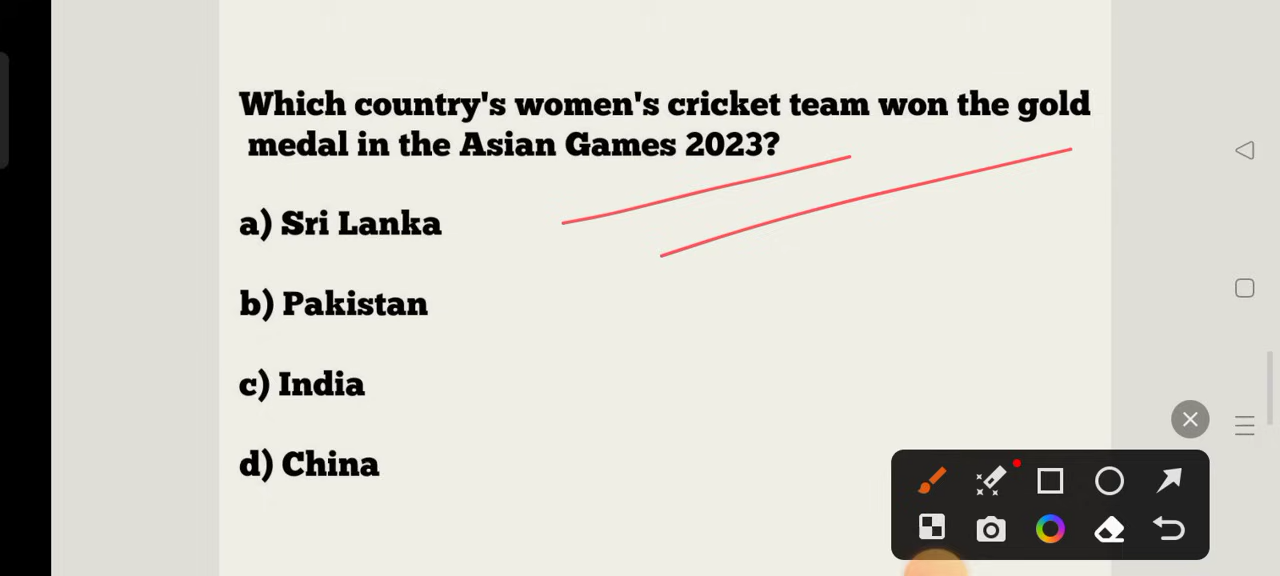 Which country's women's cricket team won the gold
medal in the Asian Games 2023?
a) Sri Lanka
b) Pakistan
c) India
d) China